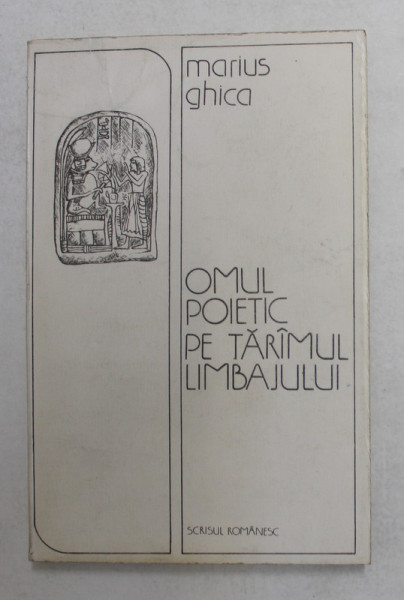 marius
ghica
OMUL
POIETIC
PE TĂRÎMUL
LIMBAJULUI
SCRISUL ROMÂNESC